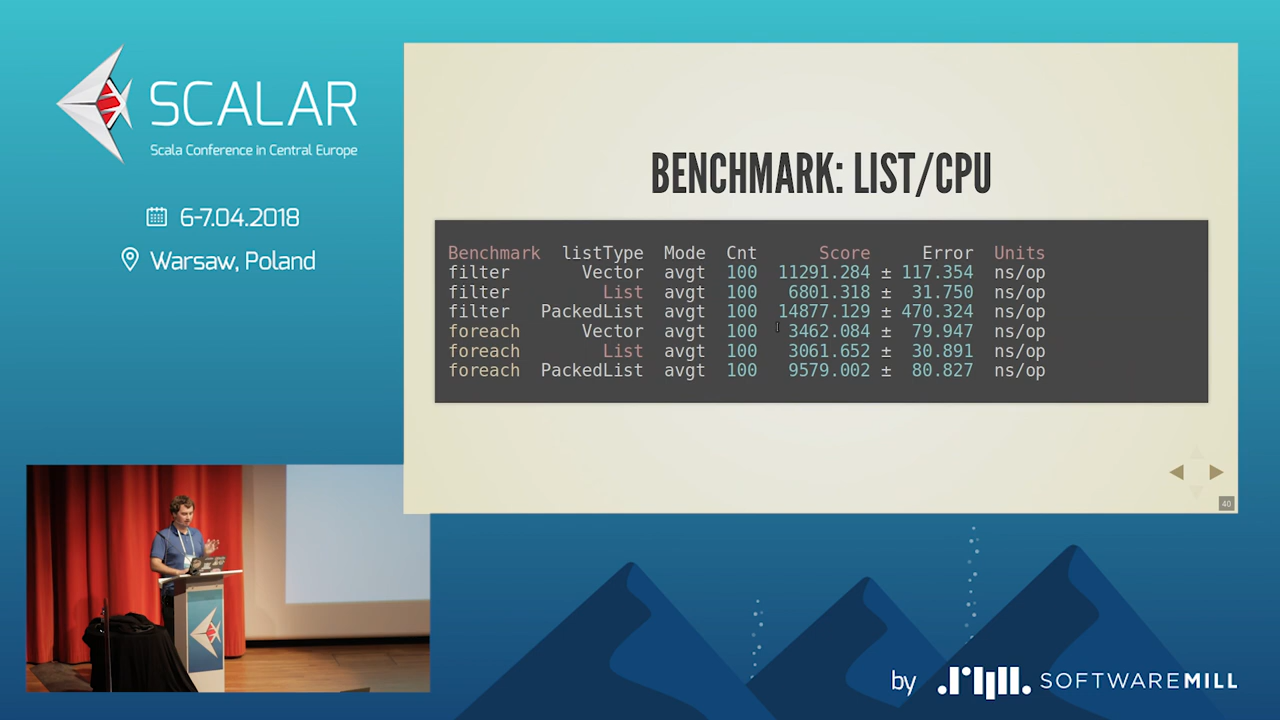 SCALAR
Scala Conference in Central Europe
6-7.04.2018
Warsaw, Poland
BENCHMARK: LIST/CPU
Benchmark listType Mode Cnt Score Error Units
filter Vector avgt 100 11291.284 ± 117.354 ns/op
filter List avgt 100 6801.318 ± 31.750 ns/op
filter PackedList avgt 100 14877.129 ± 470.324 ns/op
foreach Vector avgt 100 3462.084 ± 79.947 ns/op
foreach List avgt 100 3061.652 ± 30.891 ns/op
foreach PackedList avgt 100 9579.002 ± 80.827 ns/op
40
by SOFTWAREMILL